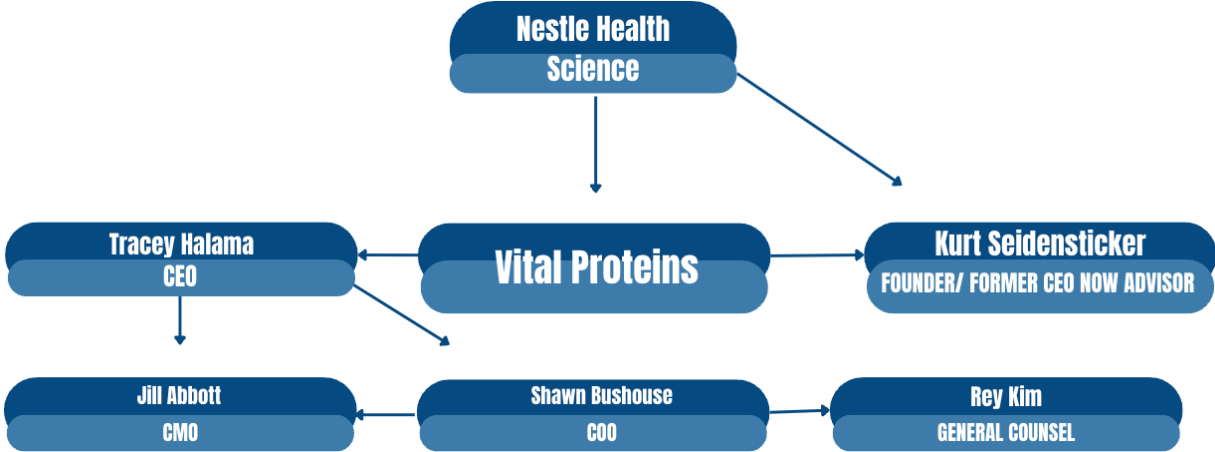 Nestle Health
Science
Tracey Halama
CEO
Vital Proteins
Kurt Seidensticker
FOUNDER/ FORMER CEO NOW ADVISOR
Jill Abbott
CMO
Shawn Bushouse
COO
Rey Kim
GENERAL COUNSEL